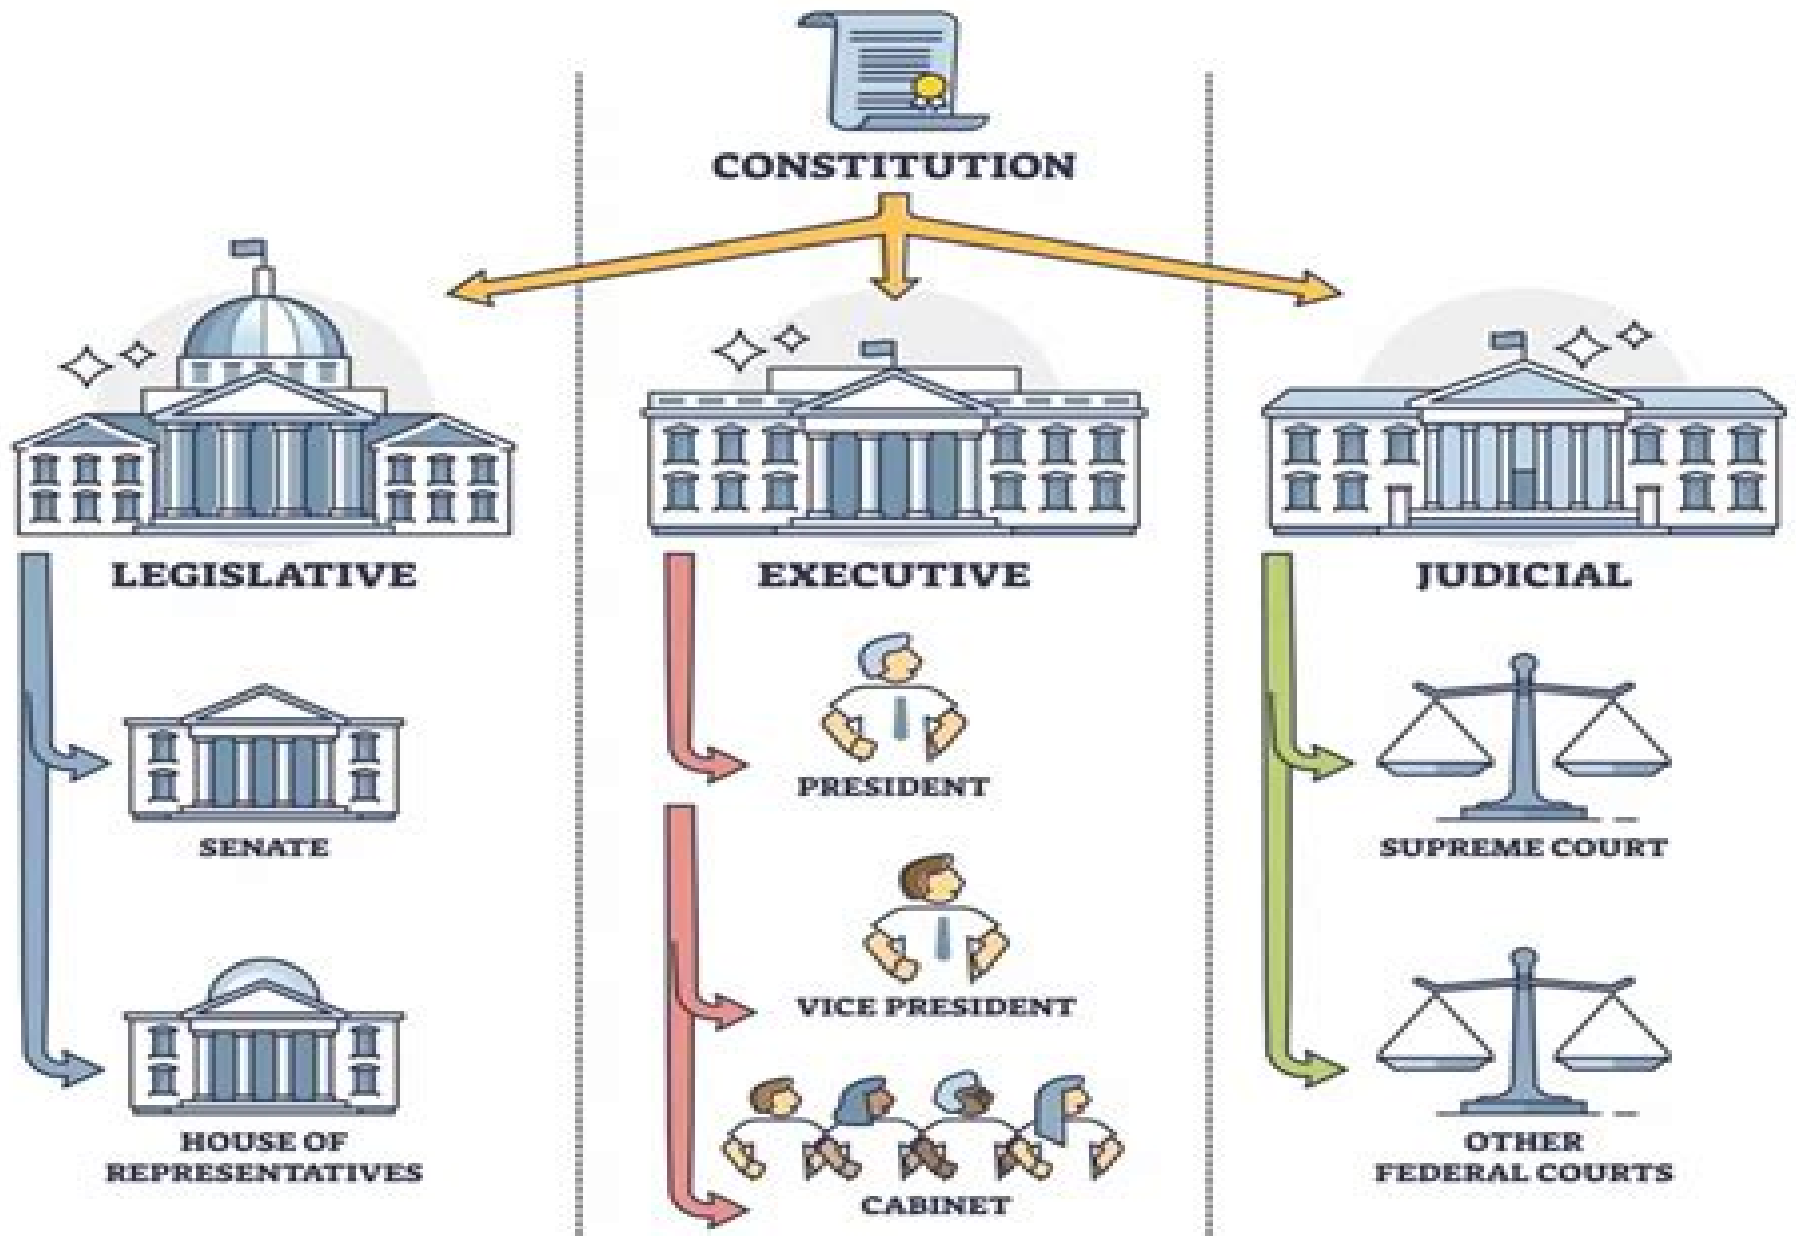 CONSTITUTION
LEGISLATIVE
SENATE
HOUSE OF
REPRESENTATIVES
EXECUTIVE
PRESIDENT
VICE PRESIDENT
CABINET
JUDICIAL
SUPREME COURT
OTHER
FEDERAL COURTS